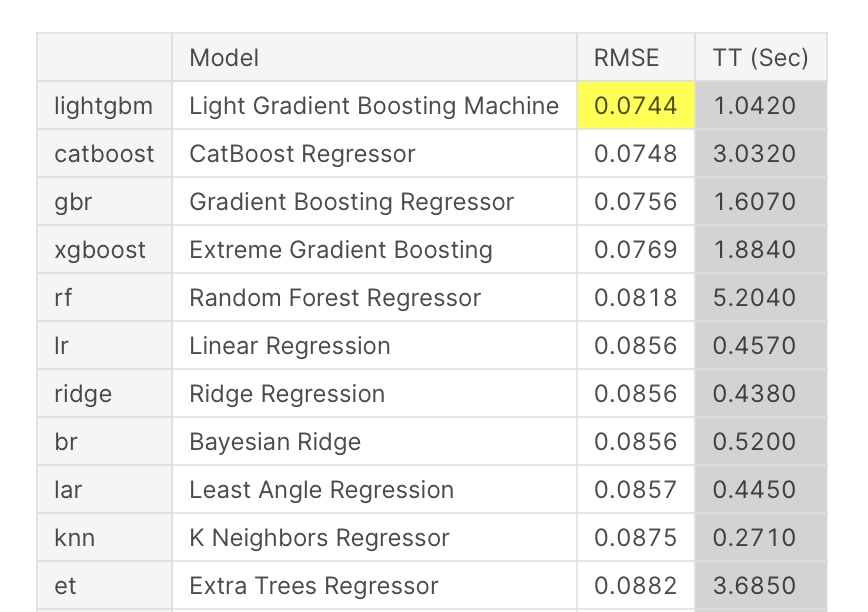 Model RMSE TT (Sec)
lightgbm Light Gradient Boosting Machine 0.0744 1.0420
catboost CatBoost Regressor 0.0748 3.0320
gbr Gradient Boosting Regressor 0.0756 1.6070
xgboost Extreme Gradient Boosting 0.0769 1.8840
rf Random Forest Regressor 0.0818 5.2040
lr Linear Regression 0.0856 0.4570
ridge Ridge Regression 0.0856 0.4380
br Bayesian Ridge 0.0856 0.5200
lar Least Angle Regression 0.0857 0.4450
knn K Neighbors Regressor 0.0875 0.2710
et Extra Trees Regressor 0.0882 3.6850